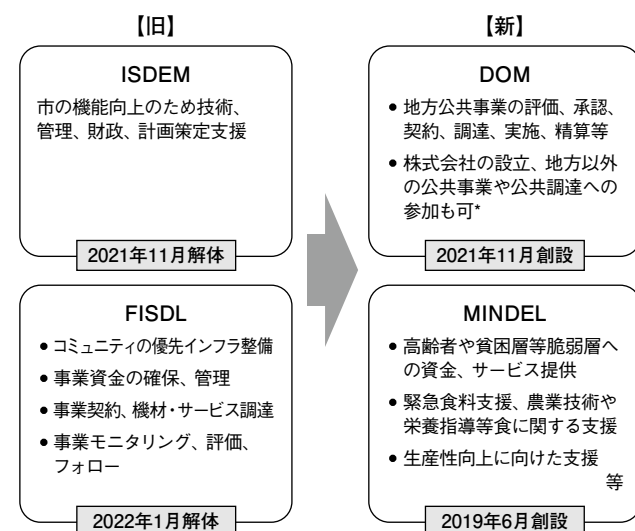 【旧】
ISDEM
市の機能向上のため技術、
管理、財政、計画策定支援
2021年11月解体
FISDL
● コミュニティの優先インフラ整備
● 事業資金の確保、管理
● 事業契約、機材・サービス調達
● 事業モニタリング、評価、
フォロー
2022年1月解体
【新】
DOM
● 地方公共事業の評価、承認、
契約、調達、実施、精算等
● 株式会社の設立、地方以外
の公共事業や公共調達への
参加も可*
2021年11月創設
MINDEL
● 高齢者や貧困層等脆弱層へ
の資金、サービス提供
● 緊急食料支援、農業技術や
栄養指導等食に関する支援
● 生産性向上に向けた支援
等
2019年6月創設